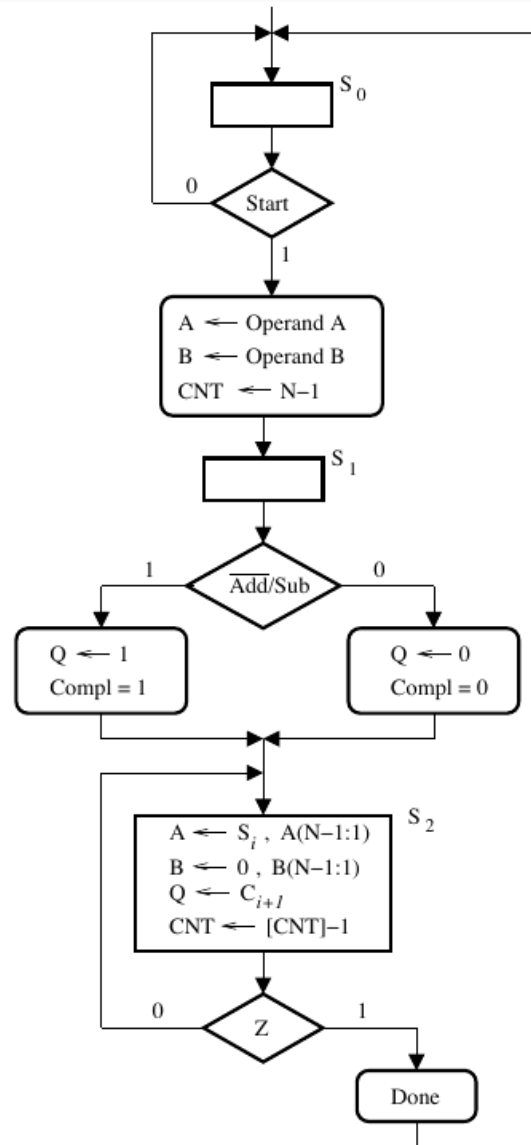 S0
0
Start
1
A ← Operand A
B ← Operand B
CNT ← N−1
S1
1
A̅d̅d̅/Sub
0
Q ← 1
Compl = 1
Q ← 0
Compl = 0
S2
A ← Si , A(N−1:1)
B ← 0 , B(N−1:1)
Q ← Ci+1
CNT ← [CNT]−1
0
Z
1
Done